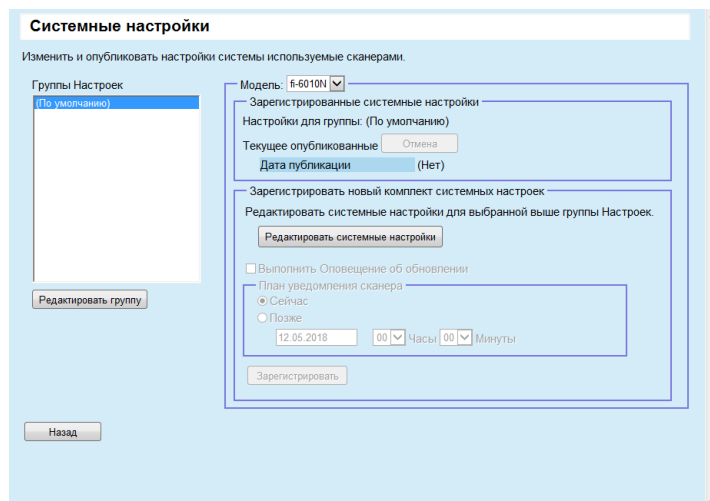 Системные настройки
Изменить и опубликовать настройки системы используемые сканерами.
Группы Настроек
(По умолчанию)
Редактировать группу
Модель: fi-6010N
Зарегистрированные системные настройки
Настройки для группы: (По умолчанию)
Текущее опубликованные Отмена
Дата публикации (Нет)
Зарегистрировать новый комплект системных настроек
Редактировать системные настройки для выбранной выше группы Настроек.
Редактировать системные настройки
Выполнить Оповещение об обновлении
План уведомления сканера
Сейчас
Позже
12.05.2018 00 Часы 00 Минуты
Зарегистрировать
Назад